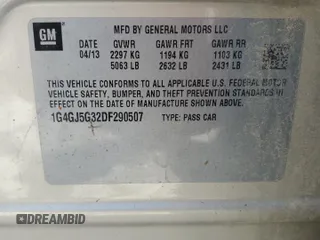 GM
MFD BY GENERAL MOTORS LLC
DATE GVWR GAWR FRT GAWR RR
04/13 2297 KG 1194 KG 1103 KG
5063 LB 2632 LB 2431 LB
THIS VEHICLE CONFORMS TO ALL APPLICABLE U.S. FEDERAL MOTOR
VEHICLE SAFETY, BUMPER, AND THEFT PREVENTION STANDARDS IN
EFFECT ON THE DATE OF MANUFACTURE SHOWN ABOVE.
1G4GJ5G32DF290507 TYPE: PASS CAR
DREAMBID